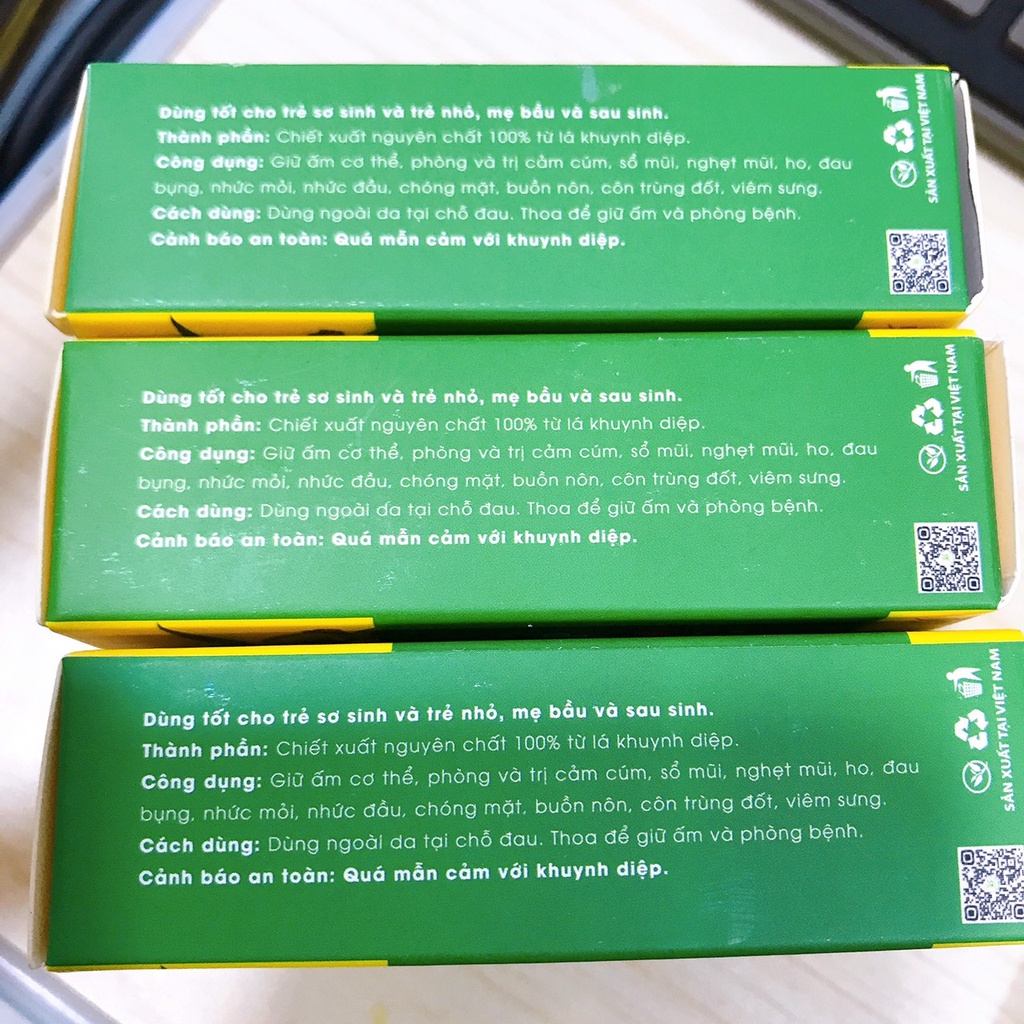 Dùng tốt cho trẻ sơ sinh và trẻ nhỏ, mẹ bầu và sau sinh.
Thành phần: Chiết xuất nguyên chất 100% từ lá khuynh diệp.
Công dụng: Giữ ấm cơ thể, phòng và trị cảm cúm, sổ mũi, nghẹt mũi, ho, đau
bụng, nhức mỏi, nhức đầu, chóng mặt, buồn nôn, côn trùng đốt, viêm sưng.
Cách dùng: Dùng ngoài da tại chỗ đau. Thoa để giữ ấm và phòng bệnh.
Cảnh báo an toàn: Quá mẫn cảm với khuynh diệp.
SẢN XUẤT TẠI VIỆT NAM
Dùng tốt cho trẻ sơ sinh và trẻ nhỏ, mẹ bầu và sau sinh.
Thành phần: Chiết xuất nguyên chất 100% từ lá khuynh diệp.
Công dụng: Giữ ấm cơ thể, phòng và trị cảm cúm, sổ mũi, nghẹt mũi, ho, đau
bụng, nhức mỏi, nhức đầu, chóng mặt, buồn nôn, côn trùng đốt, viêm sưng.
Cách dùng: Dùng ngoài da tại chỗ đau. Thoa để giữ ấm và phòng bệnh.
Cảnh báo an toàn: Quá mẫn cảm với khuynh diệp.
SẢN XUẤT TẠI VIỆT NAM
Dùng tốt cho trẻ sơ sinh và trẻ nhỏ, mẹ bầu và sau sinh.
Thành phần: Chiết xuất nguyên chất 100% từ lá khuynh diệp.
Công dụng: Giữ ấm cơ thể, phòng và trị cảm cúm, sổ mũi, nghẹt mũi, ho, đau
bụng, nhức mỏi, nhức đầu, chóng mặt, buồn nôn, côn trùng đốt, viêm sưng.
Cách dùng: Dùng ngoài da tại chỗ đau. Thoa để giữ ấm và phòng bệnh.
Cảnh báo an toàn: Quá mẫn cảm với khuynh diệp.
SẢN XUẤT TẠI VIỆT NAM